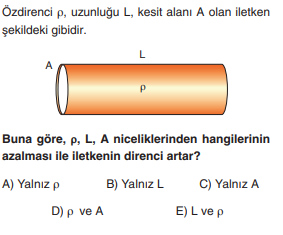 Özdirenci ρ, uzunluğu L, kesit alanı A olan iletken
şekildeki gibidir.
L
A
ρ
Buna göre, ρ, L, A niceliklerinden hangilerinin
azalması ile iletkenin direnci artar?
A) Yalnız ρ B) Yalnız L C) Yalnız A
D) ρ ve A E) L ve ρ